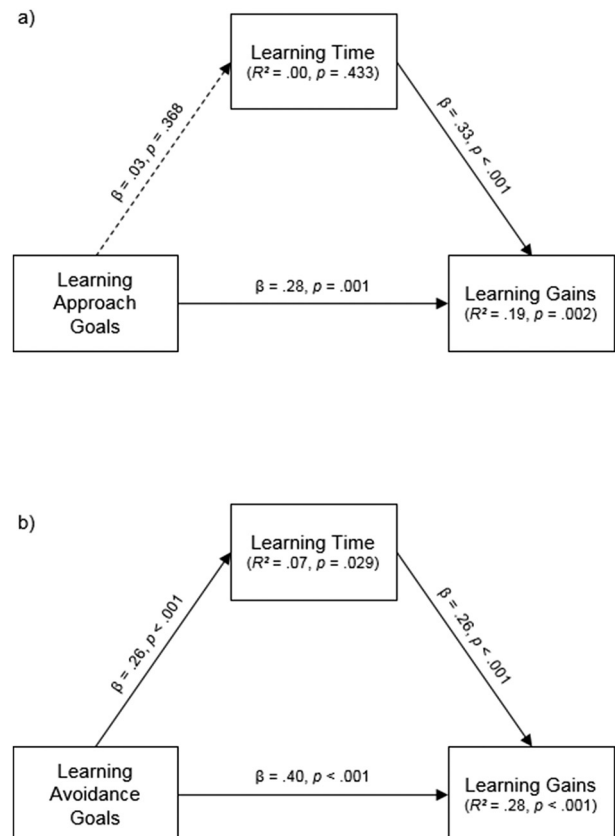 a)
Learning Time
(R² = .00, p = .433)
β = .03, p = .368
β = .33, p < .001
Learning
Approach
Goals
β = .28, p = .001
Learning Gains
(R² = .19, p = .002)
b)
Learning Time
(R² = .07, p = .029)
β = .26, p < .001
β = .26, p < .001
Learning
Avoidance
Goals
β = .40, p < .001
Learning Gains
(R² = .28, p < .001)